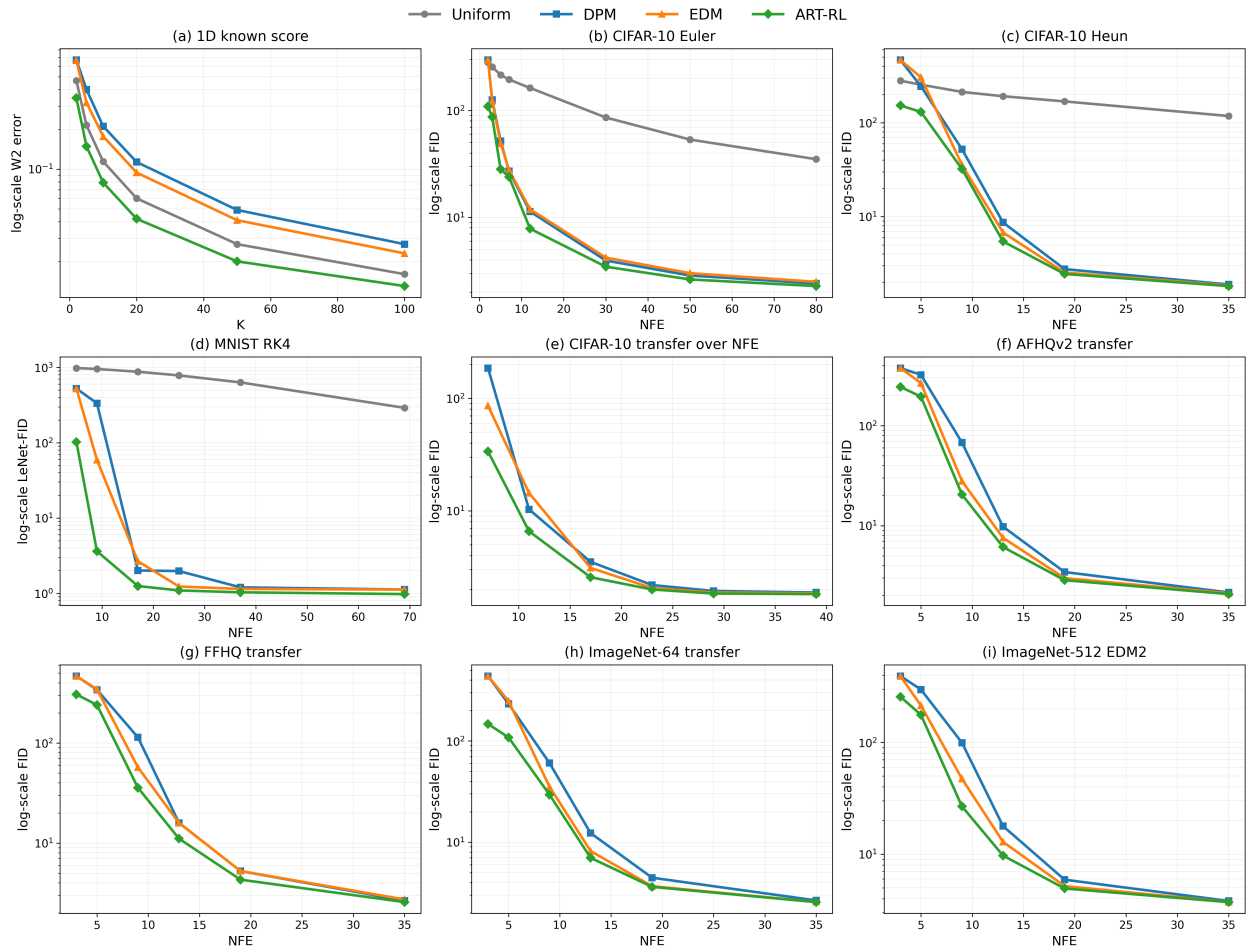 Uniform DPM EDM ART-RL
(a) 1D known score
log-scale W2 error
10⁻¹
0 20 40 60 80 100
K
(b) CIFAR-10 Euler
log-scale FID
10²
10¹
0 10 20 30 40 50 60 70 80
NFE
(c) CIFAR-10 Heun
log-scale FID
10²
10¹
5 10 15 20 25 30 35
NFE
(d) MNIST RK4
log-scale LeNet-FID
10³
10²
10¹
10⁰
10 20 30 40 50 60 70
NFE
(e) CIFAR-10 transfer over NFE
log-scale FID
10²
10¹
10 15 20 25 30 35 40
NFE
(f) AFHQv2 transfer
log-scale FID
10²
10¹
5 10 15 20 25 30 35
NFE
(g) FFHQ transfer
log-scale FID
10²
10¹
5 10 15 20 25 30 35
NFE
(h) ImageNet-64 transfer
log-scale FID
10²
10¹
5 10 15 20 25 30 35
NFE
(i) ImageNet-512 EDM2
log-scale FID
10²
10¹
5 10 15 20 25 30 35
NFE